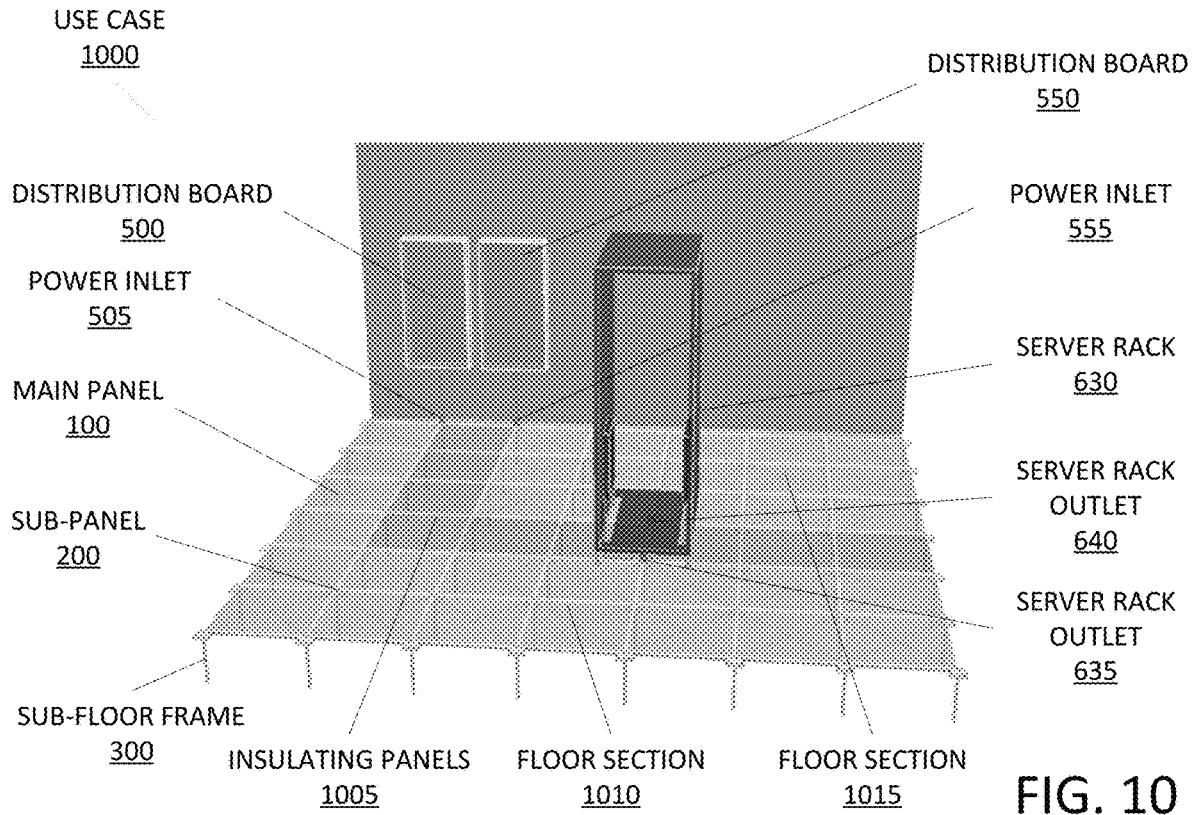 USE CASE
1000
DISTRIBUTION BOARD
550
DISTRIBUTION BOARD
500
POWER INLET
555
POWER INLET
505
SERVER RACK
630
MAIN PANEL
100
SERVER RACK
OUTLET
640
SUB-PANEL
200
SERVER RACK
OUTLET
635
SUB-FLOOR FRAME
300
INSULATING PANELS
1005
FLOOR SECTION
1010
FLOOR SECTION
1015
FIG. 10